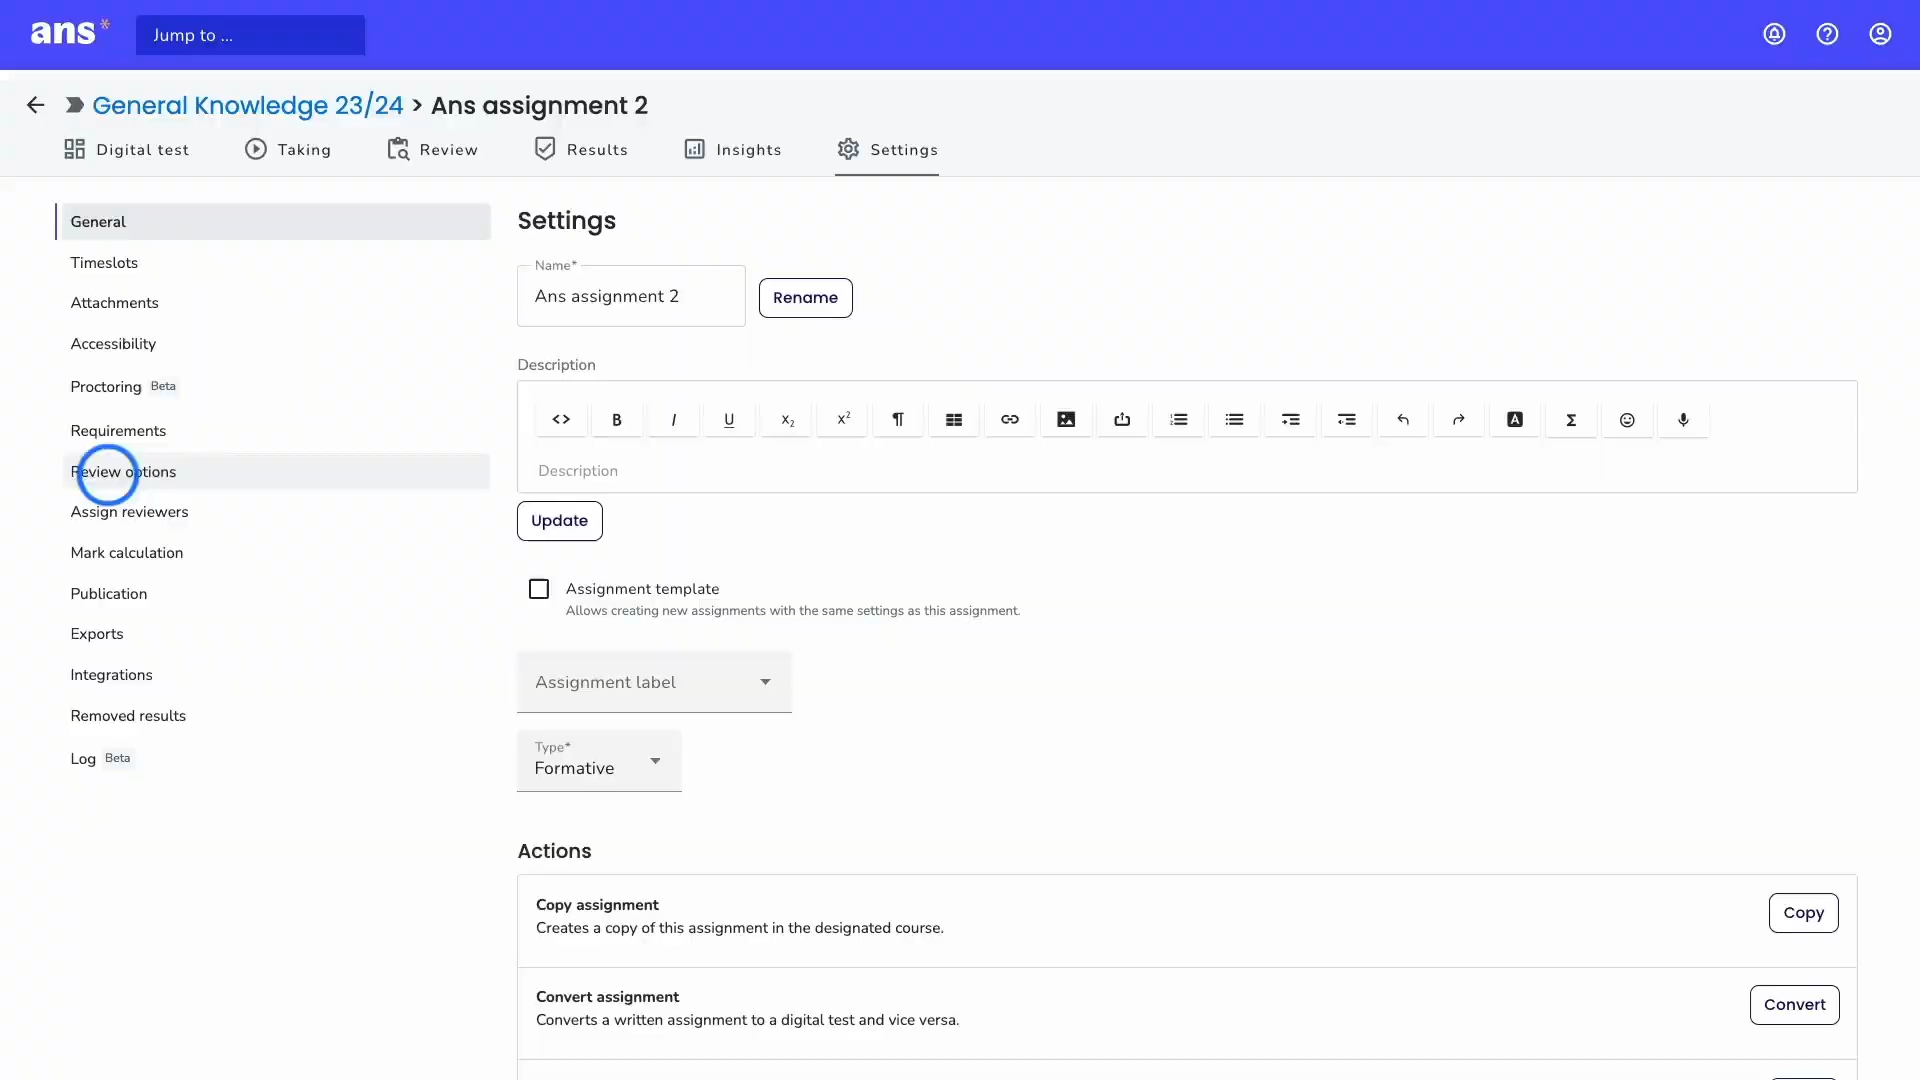 ans*
Jump to ...
General Knowledge 23/24 > Ans assignment 2
Digital test
Taking
Review
Results
Insights
Settings
General
Timeslots
Attachments
Accessibility
Proctoring Beta
Requirements
Review options
Assign reviewers
Mark calculation
Publication
Exports
Integrations
Removed results
Log Beta
Settings
Name*
Ans assignment 2
Rename
Description
B I U x₂ x²
Description
Update
Assignment template
Allows creating new assignments with the same settings as this assignment.
Assignment label
Type*
Formative
Actions
Copy assignment
Creates a copy of this assignment in the designated course.
Copy
Convert assignment
Converts a written assignment to a digital test and vice versa.
Convert